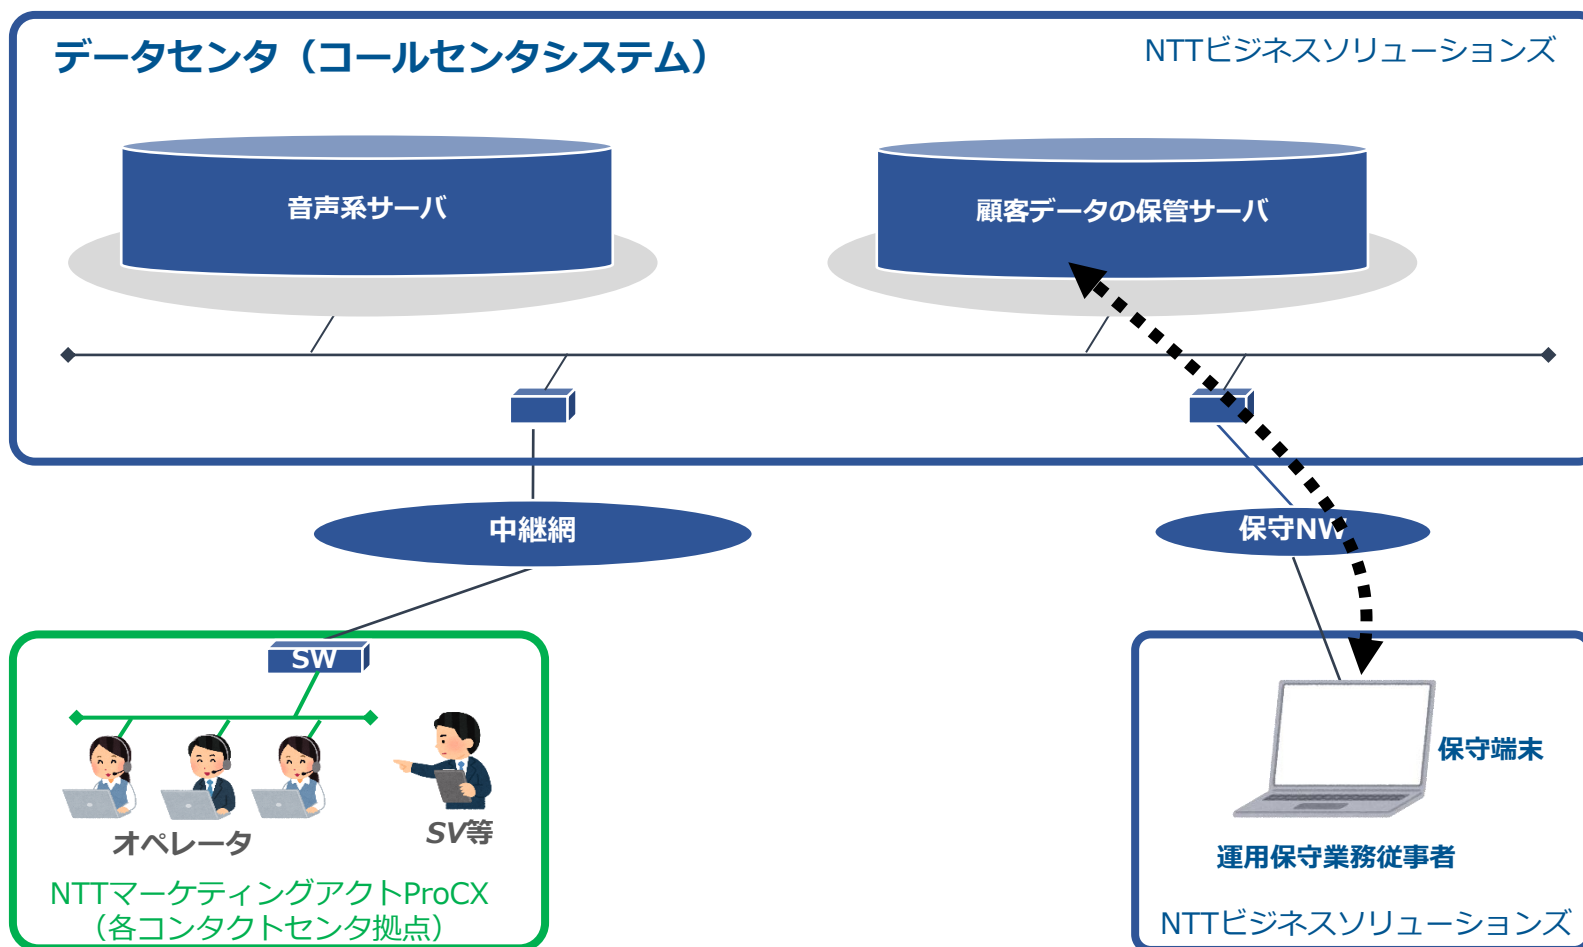 データセンタ（コールセンタシステム）
NTTビジネスソリューションズ
音声系サーバ
顧客データの保管サーバ
中継網
保守NW
SW
オペレータ
SV等
NTTマーケティングアクトProCX
（各コンタクトセンタ拠点）
保守端末
運用保守業務従事者
NTTビジネスソリューションズ